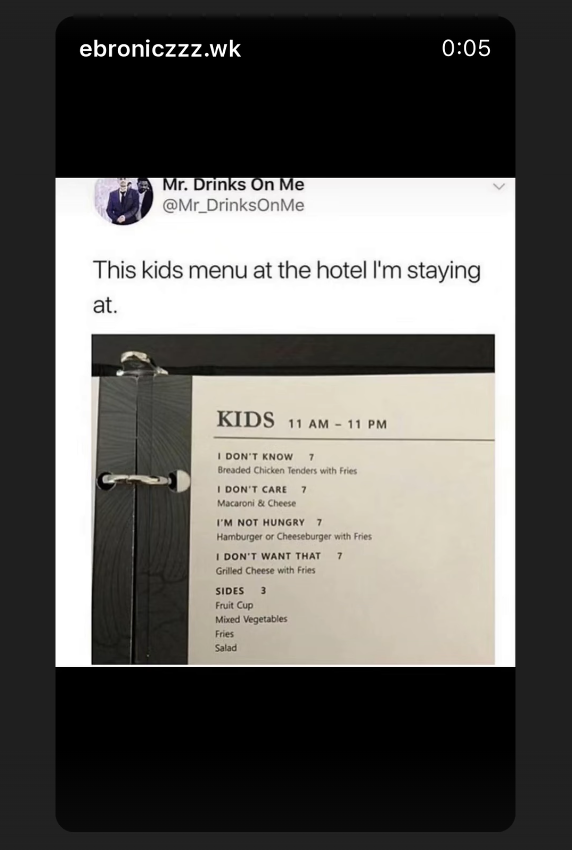 ebroniczzz.wk 0:05
Mr. Drinks On Me
@Mr_DrinksOnMe
This kids menu at the hotel I'm staying
at.
KIDS 11 AM – 11 PM
I DON'T KNOW 7
Breaded Chicken Tenders with Fries
I DON'T CARE 7
Macaroni & Cheese
I'M NOT HUNGRY 7
Hamburger or Cheeseburger with Fries
I DON'T WANT THAT 7
Grilled Cheese with Fries
SIDES 3
Fruit Cup
Mixed Vegetables
Fries
Salad